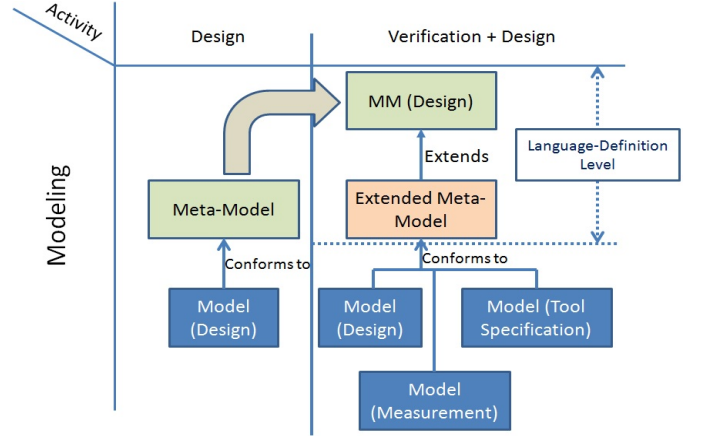 Activity
Design
Verification + Design
MM (Design)
Language-Definition
Level
Extends
Modeling
Meta-Model
Extended Meta-
Model
Conforms to
Conforms to
Model
(Design)
Model
(Design)
Model (Tool
Specification)
Model
(Measurement)